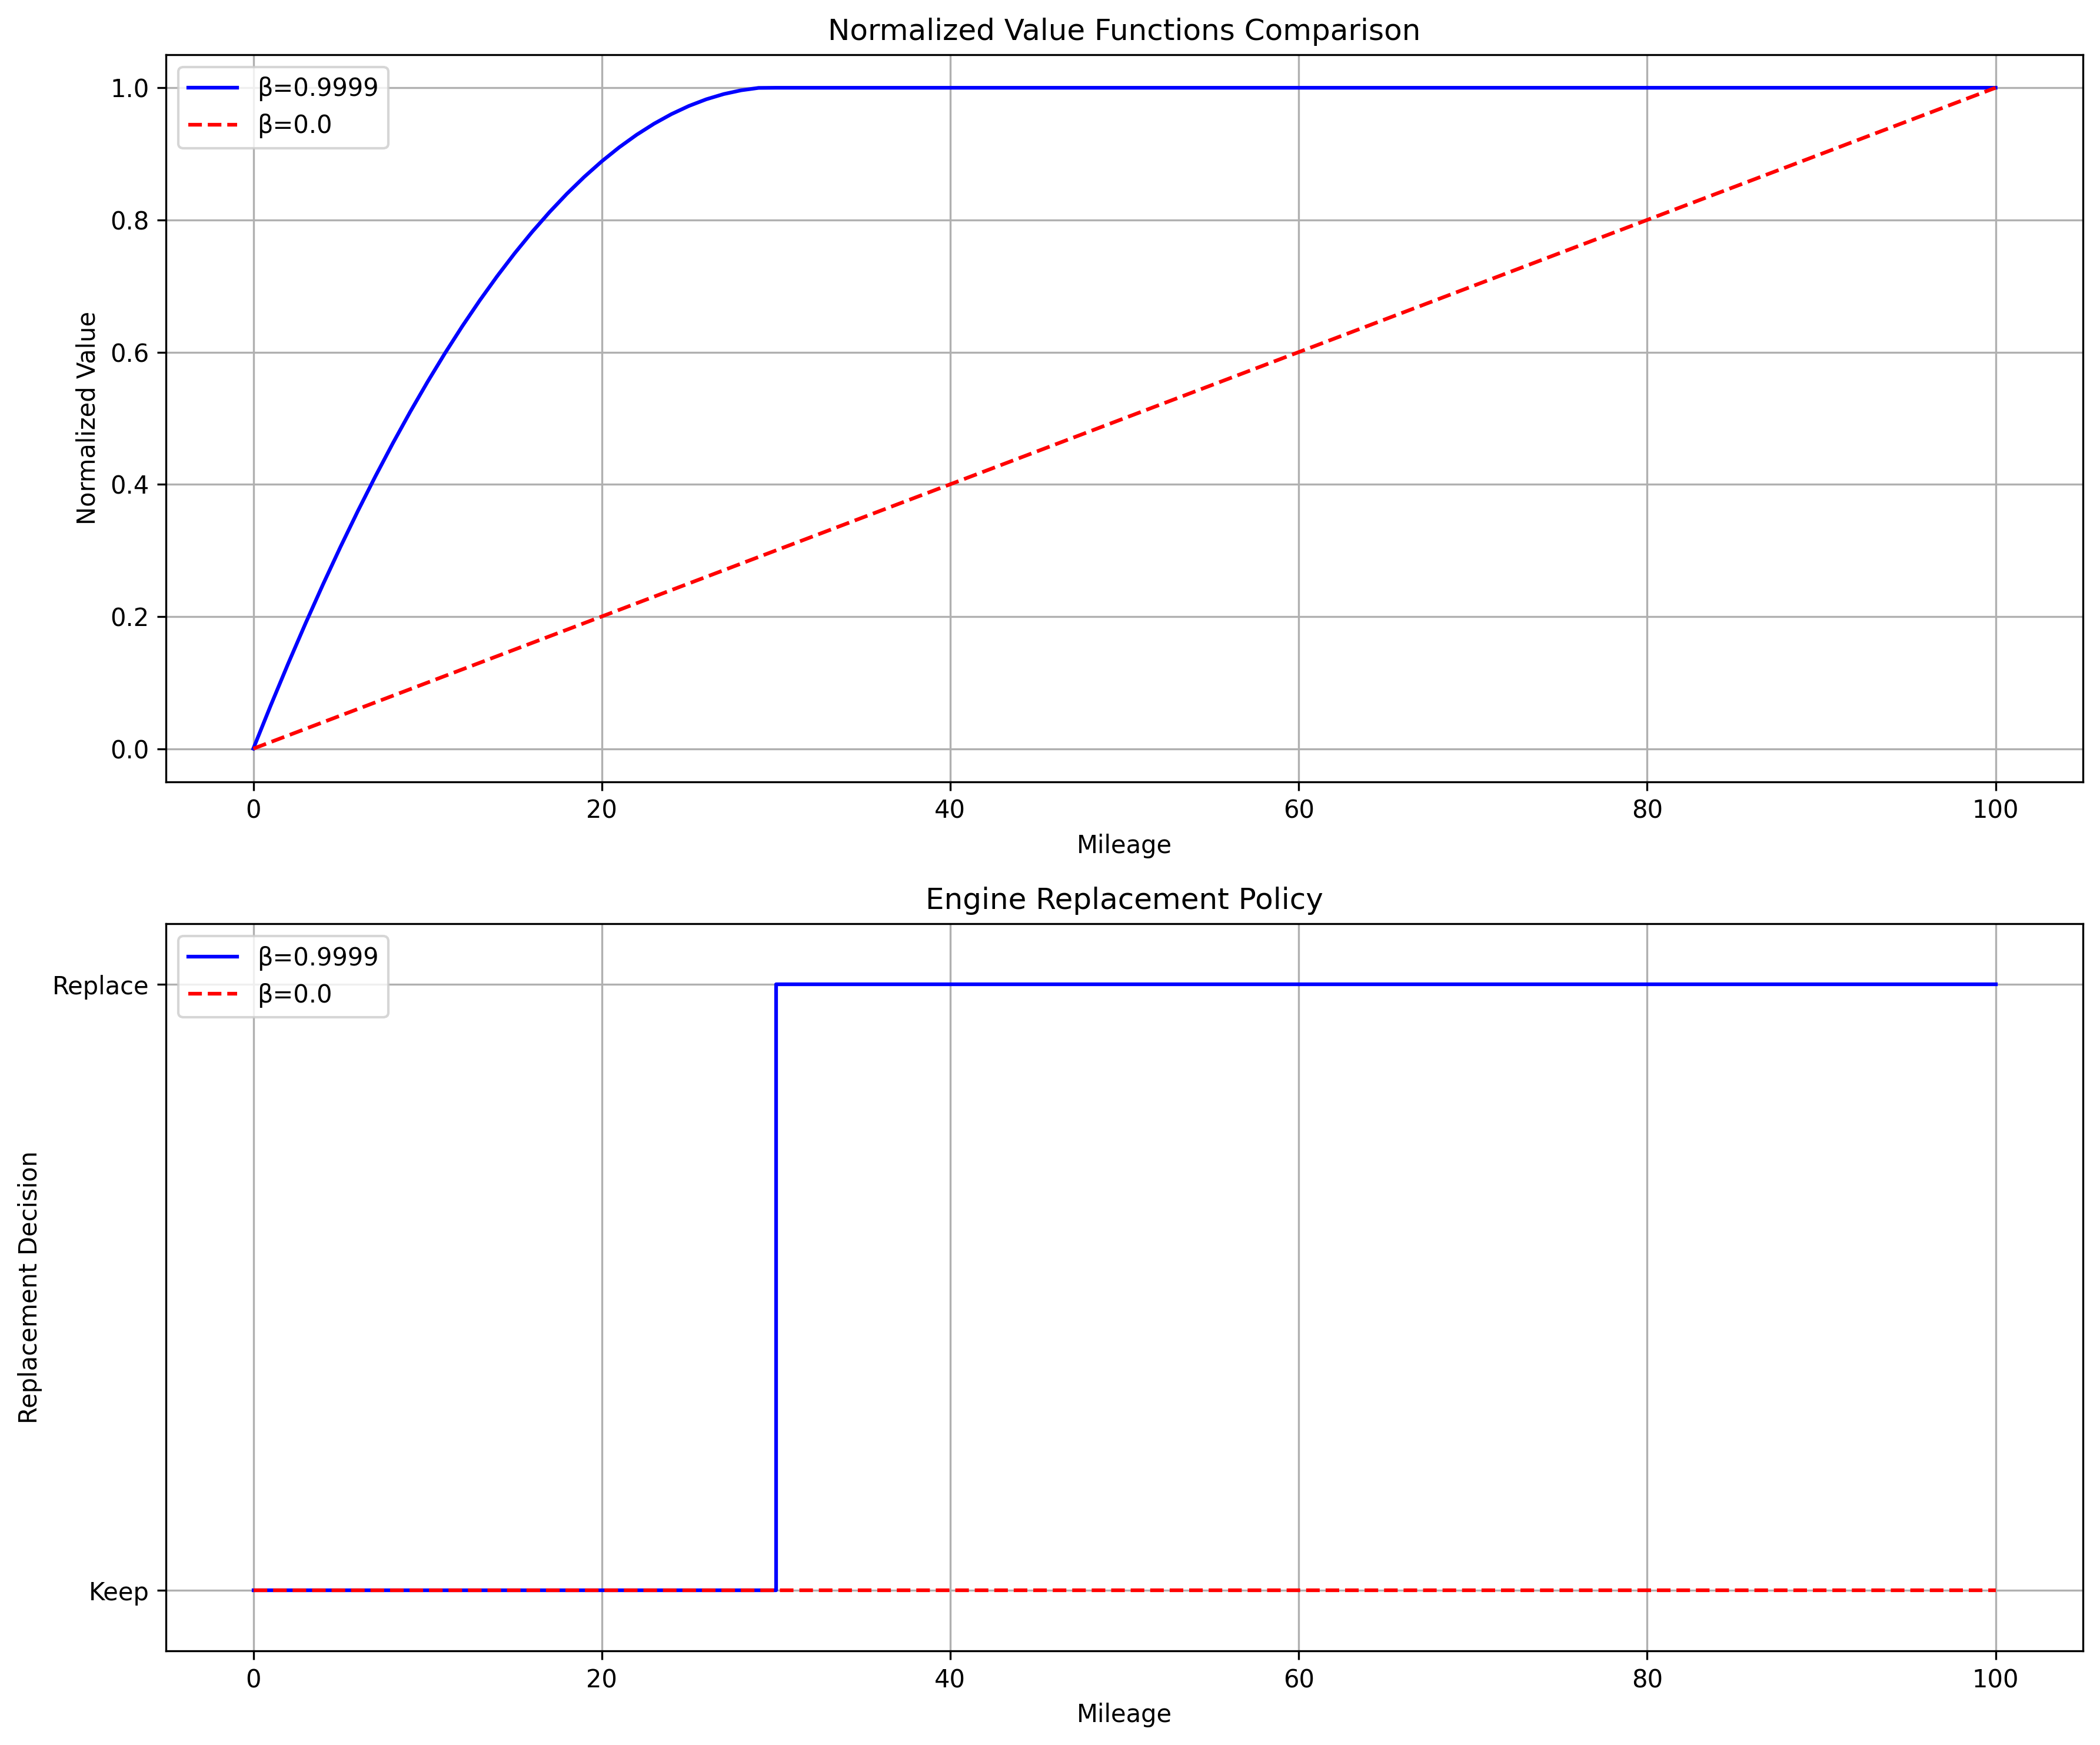 Normalized Value Functions Comparison
β=0.9999
β=0.0
Normalized Value
1.0
0.8
0.6
0.4
0.2
0.0
0 20 40 60 80 100
Mileage
Engine Replacement Policy
β=0.9999
β=0.0
Replacement Decision
Replace
Keep
0 20 40 60 80 100
Mileage